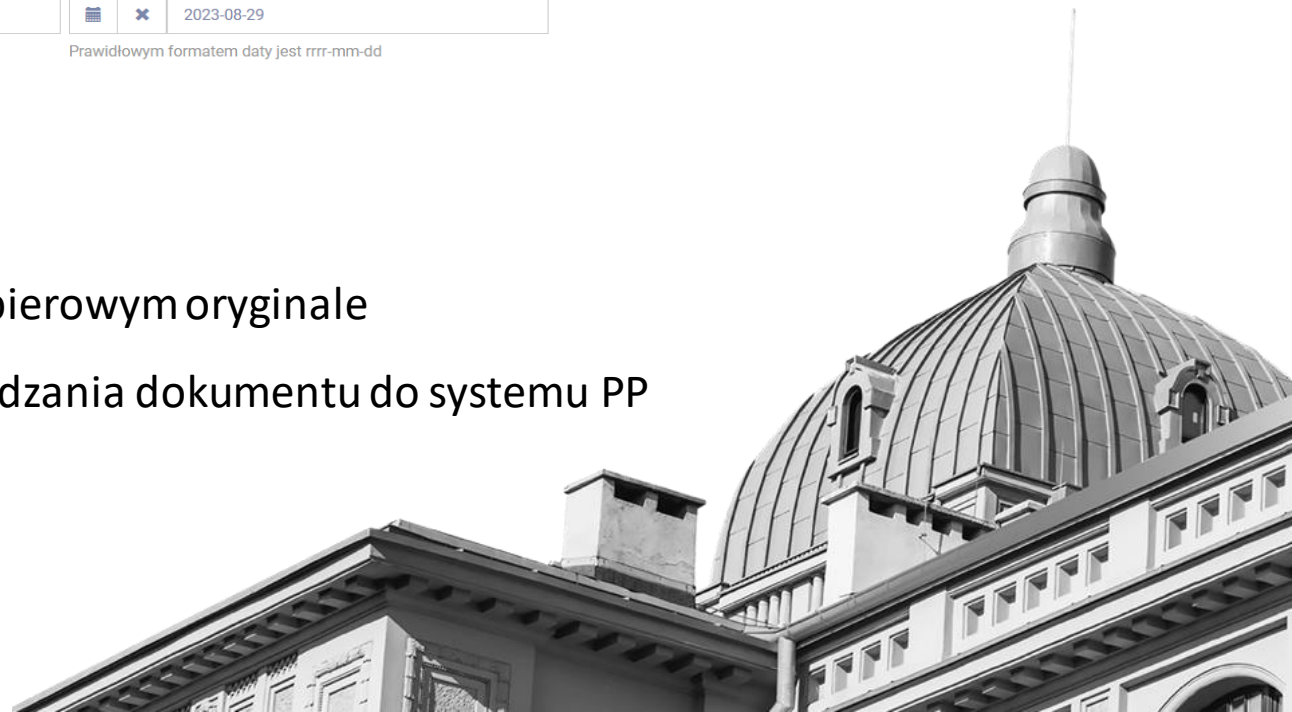 2023-08-29
Prawidłowym formatem daty jest rrrr-mm-dd
pierowym oryginale
dzania dokumentu do systemu PP